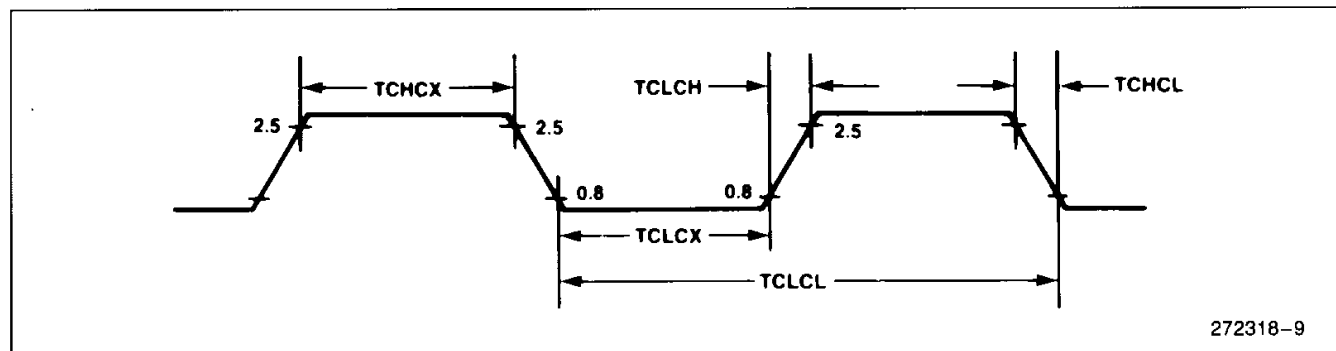 TCHCX
TCLCH
TCHCL
2.5
2.5
2.5
0.8
0.8
TCLCX
TCLCL
272318–9